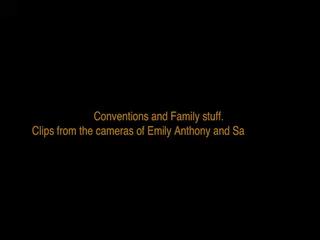 Conventions and Family stuff.
Clips from the cameras of Emily Anthony and Sa